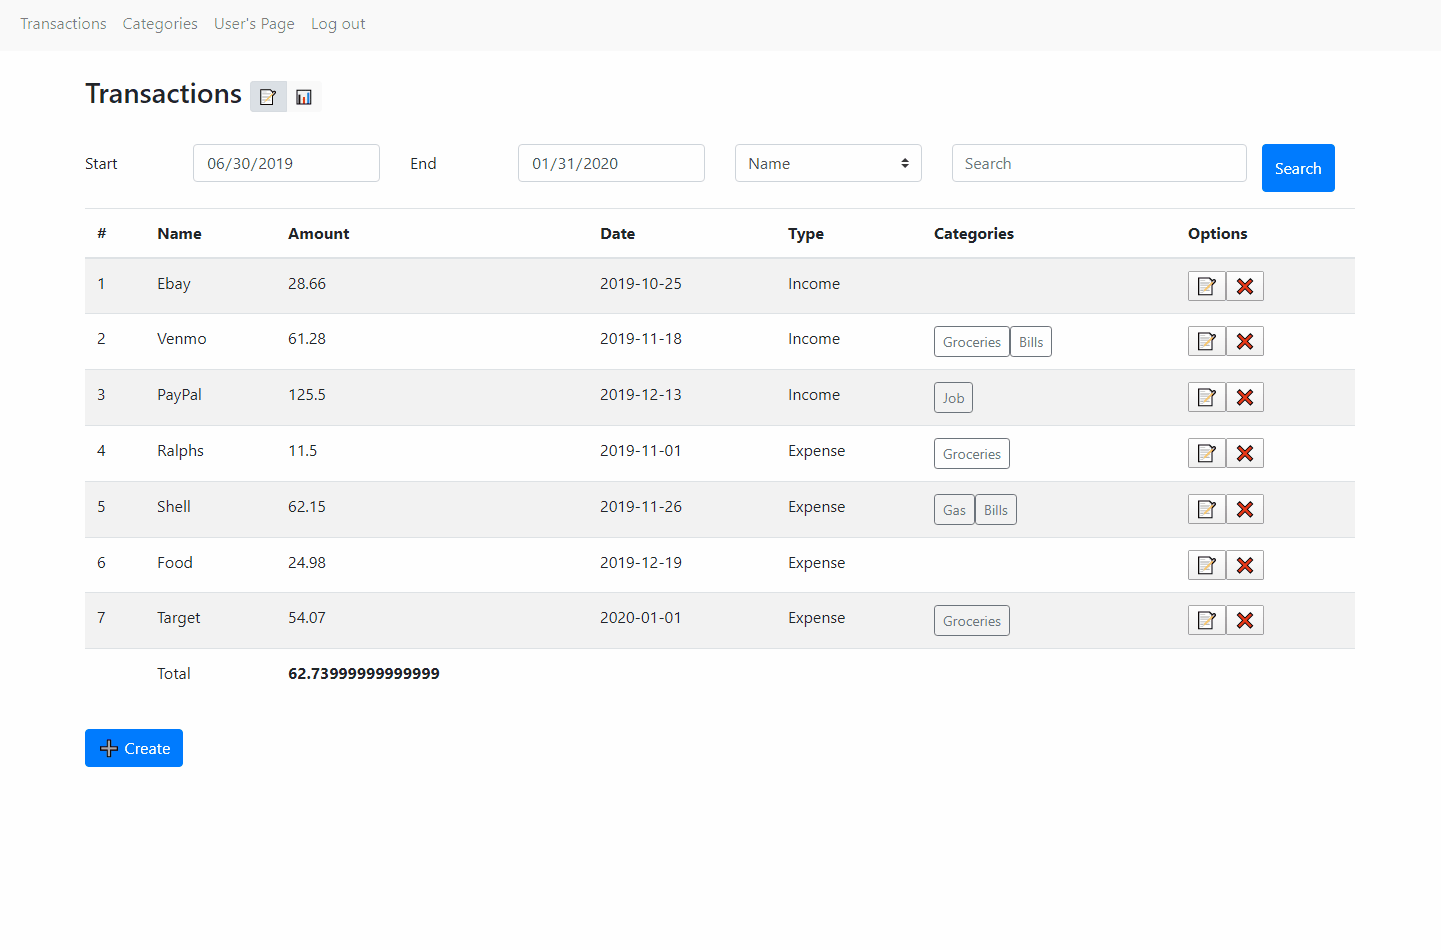 Transactions Categories User's Page Log out
Transactions
Start 06/30/2019 End 01/31/2020 Name Search Search
# Name Amount Date Type Categories Options
1 Ebay 28.66 2019-10-25 Income
2 Venmo 61.28 2019-11-18 Income Groceries Bills
3 PayPal 125.5 2019-12-13 Income Job
4 Ralphs 11.5 2019-11-01 Expense Groceries
5 Shell 62.15 2019-11-26 Expense Gas Bills
6 Food 24.98 2019-12-19 Expense
7 Target 54.07 2020-01-01 Expense Groceries
Total 62.73999999999999
Create